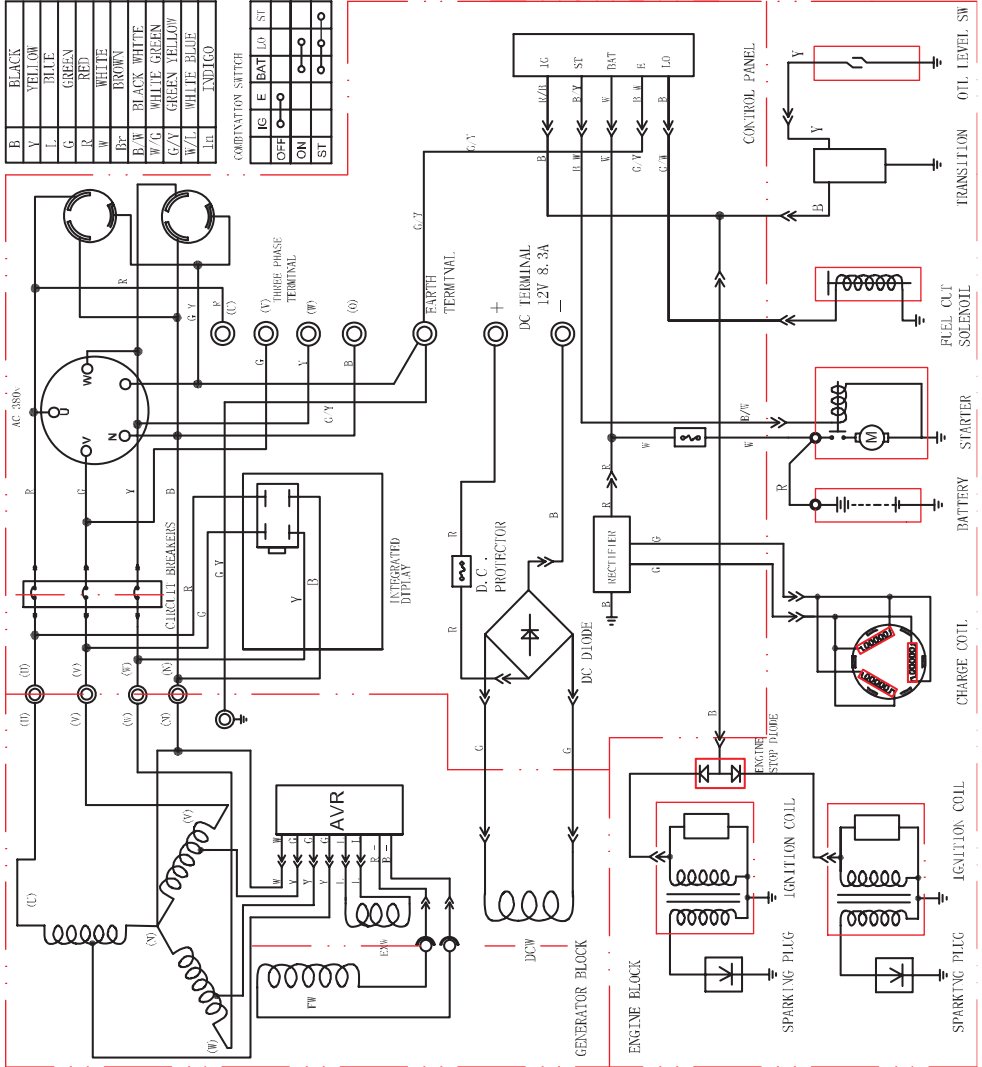 B BLACK
Y YELLOW
L BLUE
G GREEN
R RED
W WHITE
Br BROWN
B/W BLACK WHITE
W/G WHITE GREEN
G/Y GREEN YELLOW
W/L WHITE BLUE
In INDIGO
COMBINATION SWITCH
IG E BAT LO ST
OFF
ON
ST
AC 380v
W
U
V
N
R
G
Y
B
CIRCUIT BREAKERS
R
G
G Y
Y
B
INTEGRATED
DIPLAY
R
G Y
(U)
(V)
THREE PHASE
TERMINAL
(W)
(O)
G
Y
B
G/Y
G/Y
EARTH
TERMINAL
G/Y
+
DC TERMINAL
12V 8.3A
-
IG
ST
BAT
E
LO
B/Y
W
B W
B
B
W
G/Y
G/W
CONTROL PANEL
Y
Y
B
OIL LEVEL SW
TRANSITION
FUEL CUT
SOLENOIL
B/W
W
W
M
STARTER
R
BATTERY
R
R
RECTIFIER
B
G
G
CHARGE COIL
R
R
D.C.
PROTECTOR
B
DC DIODE
G
G
DCW
(V)
(W)
(N)
(V)
(W)
(N)
(U)
(V)
(N)
(W)
AVR
W
G
Y
G
L
L
R -
B -
W
Y
G
Y
L
L
EXW
FW
GENERATOR BLOCK
ENGINE BLOCK
B
ENGINE
STOP DIODE
IGNITION COIL
SPARKING PLUG
IGNITION COIL
SPARKING PLUG